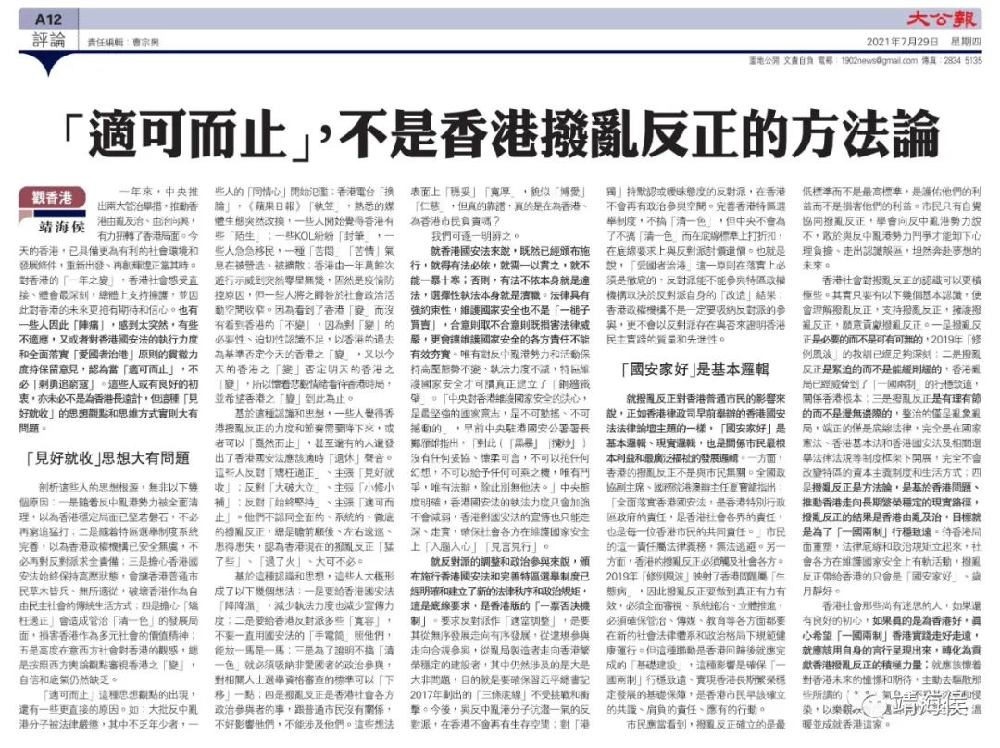 A12
評論
責任編輯：曹宗興
大公報
2021年7月29日 星期四
園地公開 文責自負 電郵：1902news@gmail.com 傳真：2834 5135
「適可而止」，不是香港撥亂反正的方法論
觀香港
靖海侯
一年來，中央推
出兩大管治舉措，推動香
港由亂及治、由治向興，
有力扭轉了香港局面。今
天的香港，已具備更為有利的社會環境和
發展條件，重新出發、再創輝煌正當其時。
對香港的「一年之變」，香港社會感受直
接、體會最深刻，總體上支持擁護，並因
此對香港的未來更抱有期待和信心。也有
一些人因此「陣痛」，感到太突然，有些
不適應，又或者對香港國安法的執行力度
和全面落實「愛國者治港」原則的貫徹力
度持保留意見，認為當「適可而止」，不
必「剩勇追窮寇」。這些人或有良好的初
衷，亦未必不是為香港長遠計，但這種「見
好就收」的思想觀點和思維方式實則大有
問題。
「見好就收」思想大有問題
剖析這些人的思想根源，無非以下幾
個原因：一是隨着反中亂港勢力被全面清
理，以為香港穩定局面已堅若磐石，不必
再窮追猛打；二是隨着特區選舉制度系統
完善，以為香港政權機構已安全無虞，不
必再對反對派求全責備；三是擔心香港國
安法始終保持高壓狀態，會讓香港普通市
民草木皆兵、無所適從，破壞香港作為自
由民主社會的傳統生活方式；四是擔心「矯
枉過正」會造成管治「清一色」的發展局
面，損害香港作為多元社會的價值精神；
五是高度在意西方社會對香港的觀感，總
是按照西方輿論觀點審視香港之「變」，
自信和底氣仍然缺乏。
「適可而止」這種思想觀點的出現，
還有一些更直接的原因。如：大批反中亂
港分子被法律嚴懲，其中不乏年少者，一
些人的「同情心」開始氾濫；香港電台「換
臉」，《蘋果日報》「執笠」，熟悉的媒
體生態突然改換，一些人開始覺得香港有
些「陌生」；一些KOL紛紛「封筆」，一
些人急急移民，一種「苦悶」「苦情」氣
息在被營造、被擴散；香港由一年萬餘次
遊行示威到突然零星無幾，固然是疫情防
控原因，但一些人將之歸咎於社會政治活
動空間收窄。因為看到了香港「變」而沒
有看到香港的「不變」，因為對「變」的
必要性、迫切性認識不足，以香港的過去
為基準否定今天的香港之「變」，又以今
天的香港之「變」否定明天的香港之
「變」，所以懷着悲觀情緒看待香港時局，
並希望香港之「變」到此為止。
基於這種認識和思想，一些人覺得香
港撥亂反正的力度和節奏需要降下來，或
者可以「戛然而止」，甚至還有的人還發
出了香港國安法應該適時「退休」聲音。
這些人反對「矯枉過正」、主張「見好就
收」；反對「大破大立」、主張「小修小
補」；反對「始終堅持」、主張「適可而
止」。他們不認同全面的、系統的、徹底
的撥亂反正，總是瞻前顧後、左右逡巡、
患得患失，認為香港現在的撥亂反正「猛
了些」、「過了火」、大可不必。
基於這種認識和思想，這些人大概形
成了以下幾個想法：一是要給香港國安法
「降降溫」，減少執法力度也減少宣傳力
度；二是要給香港反對派多些「寬容」，
不要一直用國安法的「手電筒」照他們，
能放一馬是一馬；三是為了證明不搞「清
一色」就必須吸納非愛國者的政治參與，
對相關人士選舉資格審查的標準可以「下
移」一點；四是撥亂反正是香港社會各方
政治參與者的事，跟普通市民沒有關係，
不好影響他們，不能涉及他們。這些想法
表面上「穩妥」「寬厚」，貌似「博愛」
「仁慈」，但真的靠譜，真的是在為香港、
為香港市民負責嗎？
我們可逐一明辨之。
就香港國安法來說，既然已經頒布施
行，就得有法必依，就需一以貫之，就不
能一暴十寒；否則，有法不依本身就是違
法，選擇性執法本身就是瀆職。法律具有
強約束性，維護國家安全也不是「一槌子
買賣」，合意則取不合意則既損害法律威
嚴，更會讓維護國家安全的各方責任不能
有效夯實。唯有對反中亂港勢力和活動保
持高壓態勢不變、執法力度不減，特區維
護國家安全才可謂真正建立了「銅牆鐵
壁」。「中央對香港維護國家安全的決心，
是最堅強的國家意志，是不可動搖、不可
撼動的」，早前中央駐港國安公署署長
鄭雁雄指出，「對此（『黑暴』『攬炒』）
沒有任何妥協、懷柔可言，不可以抱任何
幻想，不可以給予任何可乘之機，唯有鬥
爭，唯有法辦，除此別無他法。」中央態
度明確，香港國安法的執法力度只會加強
不會減弱，香港對國安法的宣傳也只能走
深、走實，確保社會各方在維護國家安全
上「入腦入心」「見言見行」。
就反對派的調整和政治參與來說，頒
布施行香港國安法和完善特區選舉制度已
經明確和建立了新的法律秩序和政治規矩，
這是底線要求，是香港版的「一票否決機
制」。要求反對派作「適當調整」，是要
其從無序發展走向有序發展，從違規參與
走向合規參與，從亂局製造者走向香港繁
榮穩定的建設者，其中仍然涉及的是大是
大非問題，目的就是要確保習近平總書記
2017年劃出的「三條底線」不受挑戰和衝
擊。今後，與反中亂港分子沆瀣一氣的反
對派，在香港不會再有生存空間；對「港
獨」持默認或曖昧態度的反對派，在香港
不會再有政治參與空間。完善香港特區選
舉制度，不搞「清一色」，但中央不會為
了不搞「清一色」而在底線標準上打折扣，
在底線要求上與反對派討價還價。也就是
說，「愛國者治港」這一原則在落實上必
須是徹底的，反對派能不能參與特區政權
機構取決於反對派自身的「改造」結果；
香港政權機構不是一定要吸納反對派的參
與，更不會以反對派存在與否來證明香港
民主實踐的質量和先進性。
「國安家好」是基本邏輯
就撥亂反正對香港普通市民的影響來
說，正如香港律政司早前舉辦的香港國安
法法律論壇主題的一樣，「國安家好」是
基本邏輯、現實邏輯，也是關係市民最根
本利益和最廣泛福祉的發展邏輯。一方面，
香港的撥亂反正不是與市民無關。全國政
協副主席、國務院港澳辦主任夏寶龍指出：
「全面落實香港國安法，是香港特別行政
區政府的責任，是香港社會各界的責任，
也是每一位香港市民的共同責任。」市民
的這一責任屬法律義務，無法逃避。另一
方面，香港的撥亂反正必須觸及社會各方。
2019年「修例風波」映射了香港問題屬「生
態病」，因此撥亂反正要做到真正有力有
效，必須全面審視、系統施治、立體推進，
必須確保管治、傳媒、教育等各方面都要
在新的社會法律體系和政治格局下規範健
康運行。但這種聯動是香港回歸後就應完
成的「基礎建設」，這種影響是確保「一
國兩制」行穩致遠、實現香港長期繁榮穩
定發展的基礎保障，是香港市民早該確立
的共識、肩負的責任、應有的行動。
市民應當看到，撥亂反正確立的是最
低標準而不是最高標準，是護佑他們的利
益而不是損害他們的利益。市民只有自覺
協同撥亂反正，學會向反中亂港勢力說
不，敢於與反中亂港勢力鬥爭才能卸下心
理負擔、走出認識誤區，坦然奔赴夢想的
未來。
香港社會對撥亂反正的認識可以更積
極些。其實只要有以下幾個基本認識，便
會理解撥亂反正，支持撥亂反正，擁護撥
亂反正，願意貢獻撥亂反正。一是撥亂反
正是必要的而不是可有可無的，2019年「修
例風波」的教訓已經足夠深刻；二是撥亂
反正是緊迫的而不是能緩則緩的，香港亂
局已經威脅到了「一國兩制」的行穩致遠，
關係香港根本；三是撥亂反正是有理有節
的而不是漫無邊際的，整治的僅是亂象亂
局，端正的僅是底線法律，完全是在國家
憲法、香港基本法和香港國安法及相關選
舉法律法規等制度框架下開展，完全不會
改變特區的資本主義制度和生活方式；四
是撥亂反正是方法論，是基於香港問題、
推動香港走向長期繁榮穩定的現實路徑，
撥亂反正的結果是香港由亂及治，目標就
是為了「一國兩制」行穩致遠。待香港局
面重塑，法律底線和政治規矩立起來，社
會各方在維護國家安全上有軌活動，撥亂
反正帶給香港的只會是「國安家好」、歲
月靜好。
香港社會那些尚有迷思的人，如果還
有良好的初心，如果真的是為香港好，真
心希望「一國兩制」香港實踐走好走遠，
就應該用自身的言行呈現出來，轉化為貢
獻香港撥亂反正的積極力量；就應該懷着
對香港未來的憧憬和期待，主動去驅散那
些所謂的
染，以樂觀
暖並成就香港這家。
靖海侯